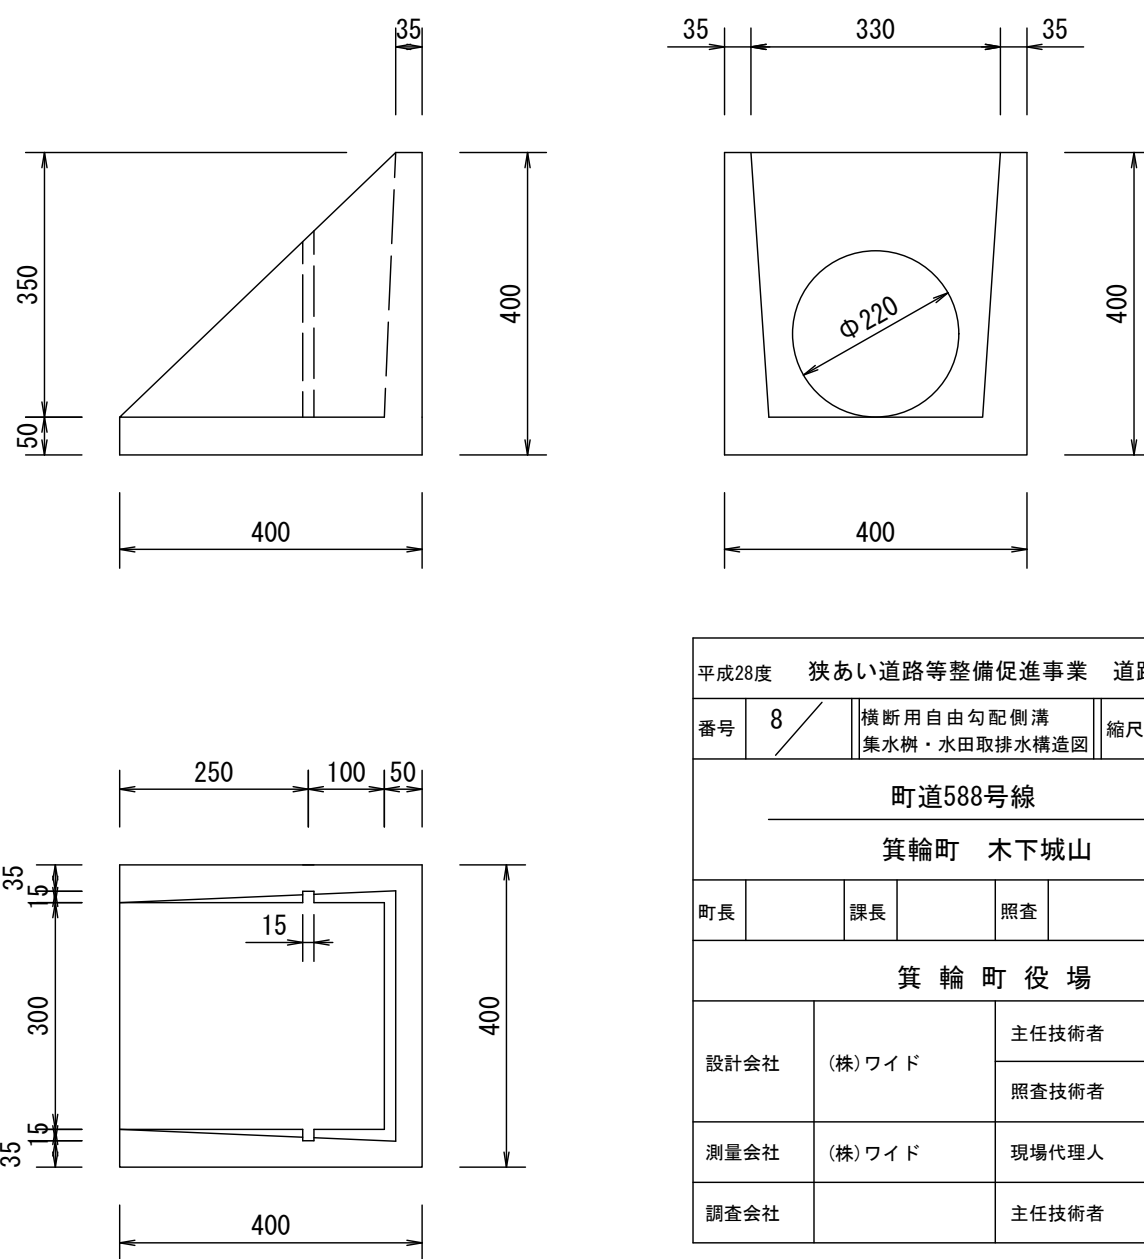 35
350
50
400
400
35 330 35
Φ220
400
400
250 100 50
35
15
15
300
400
15
35
400
平成28度 狭あい道路等整備促進事業 道路
番号 8/ 横断用自由勾配側溝 縮尺
集水桝・水田取排水構造図
町道588号線
箕輪町 木下城山
町長 課長 照査
箕輪町役場
設計会社 (株)ワイド 主任技術者
照査技術者
測量会社 (株)ワイド 現場代理人
調査会社 主任技術者